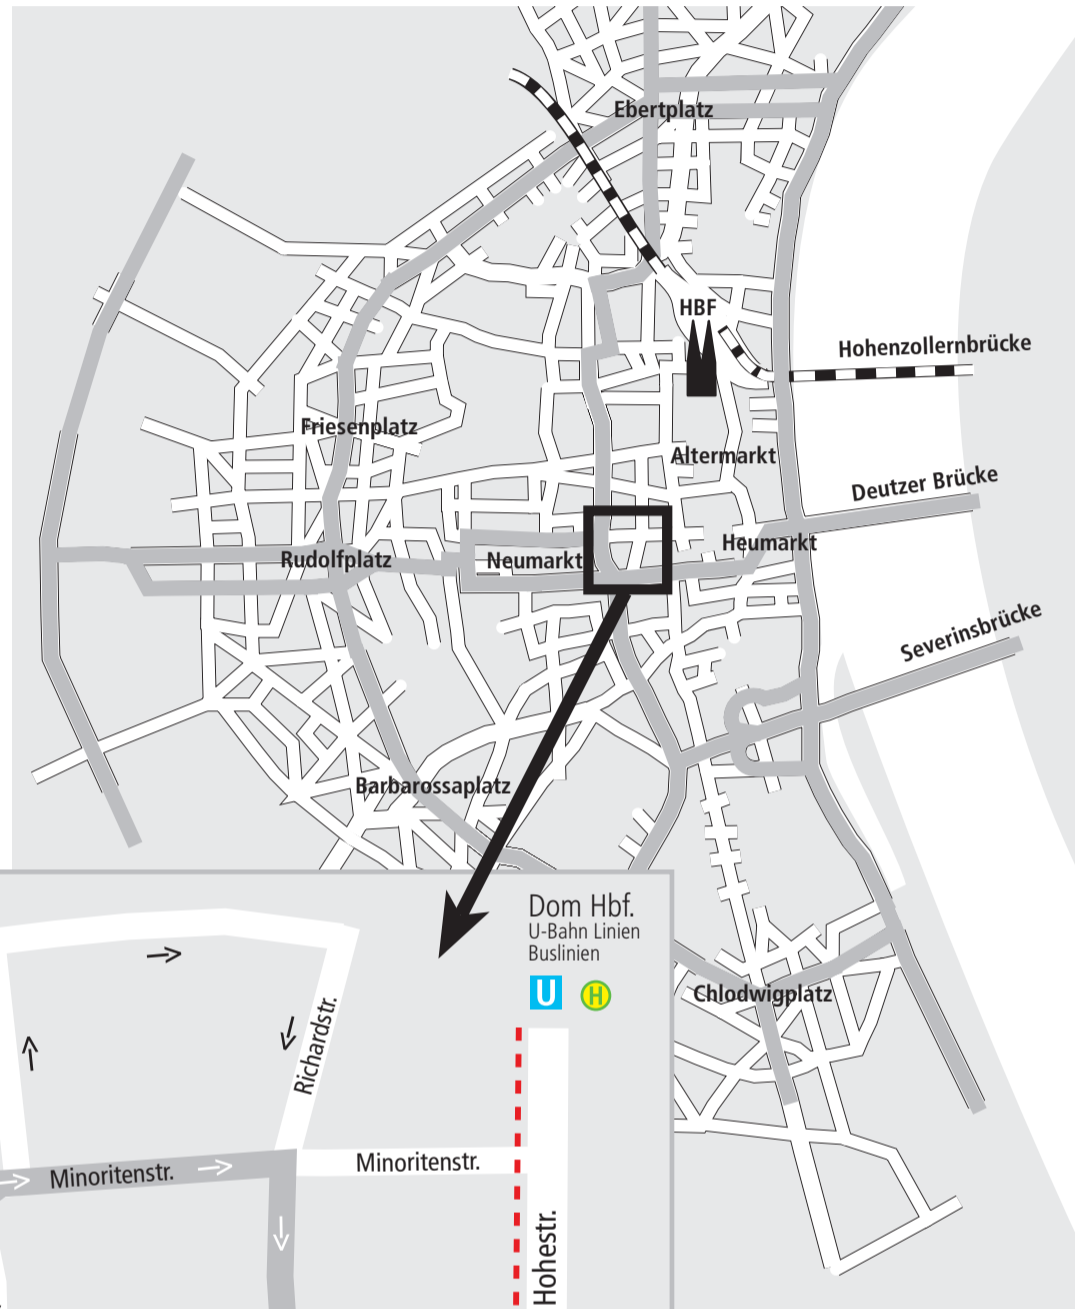 Ebertplatz
HBF
Hohenzollernbrücke
Friesenplatz
Altermarkt
Deutzer Brücke
Rudolfplatz
Neumarkt
Heumarkt
Severinsbrücke
Barbarossaplatz
Dom Hbf.
U-Bahn Linien
Buslinien
U
H
Chlodwigplatz
Richardstr.
Minoritenstr.
Minoritenstr.
Hohestr.